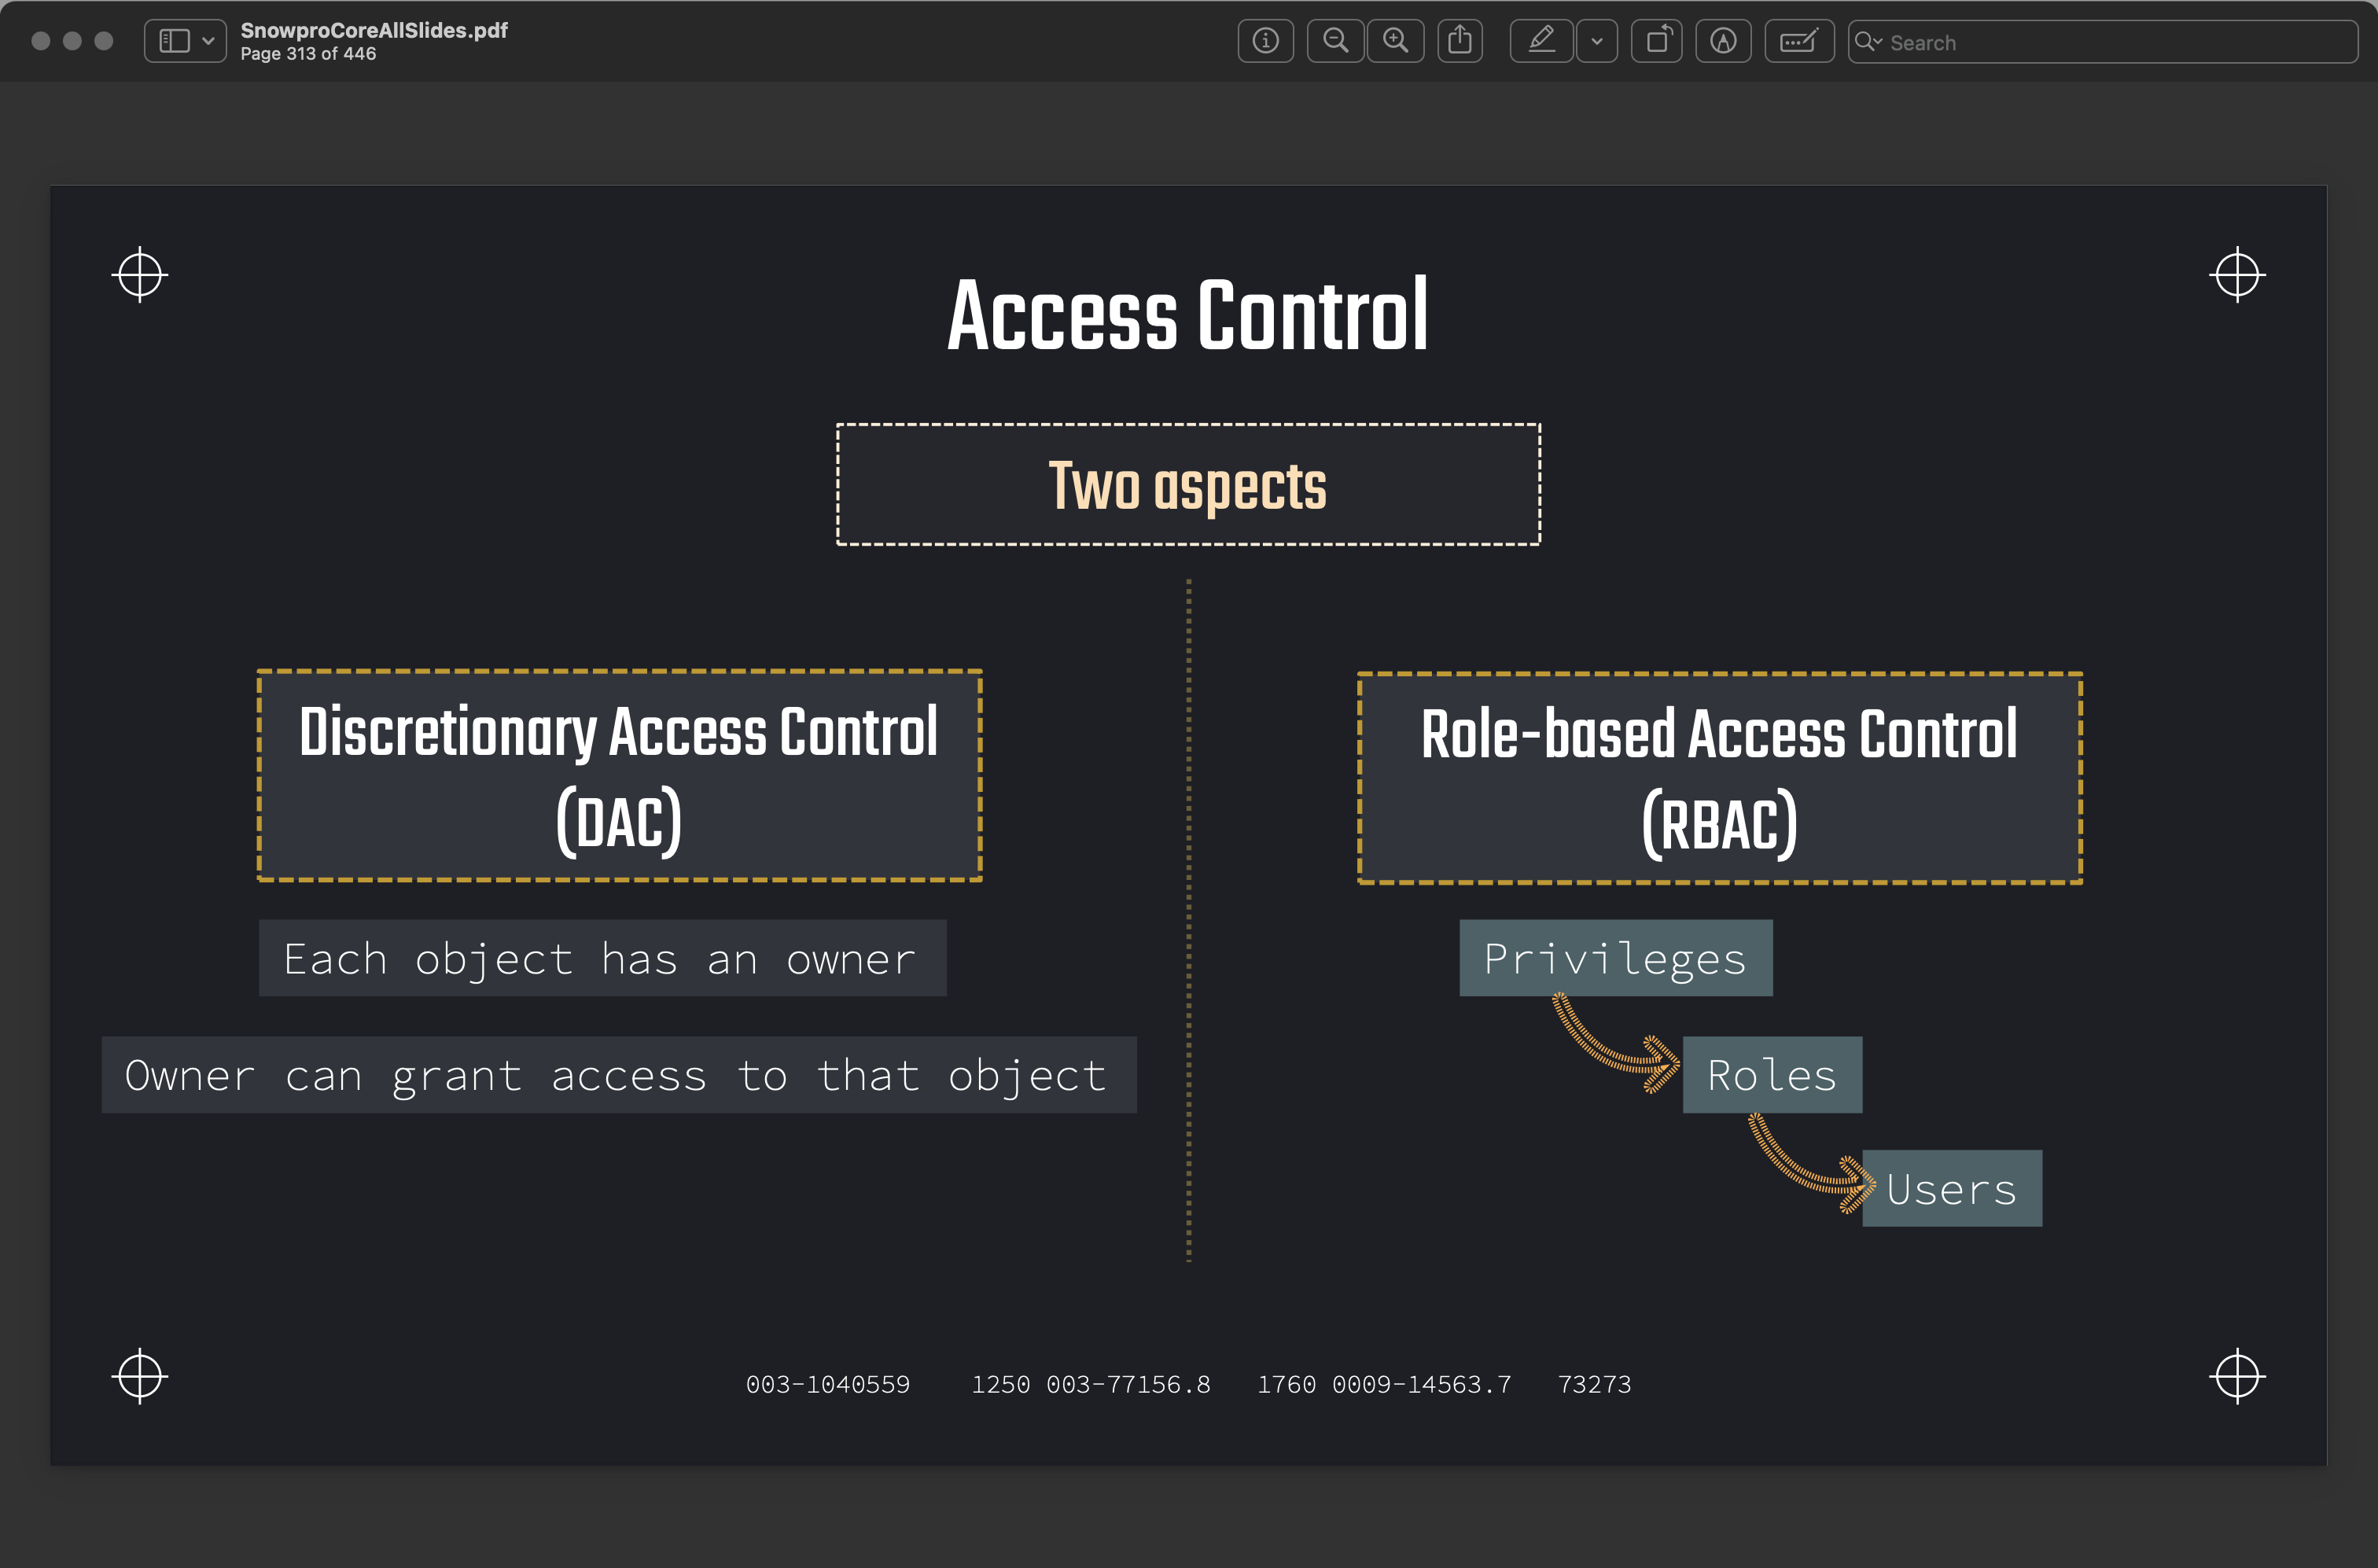 SnowproCoreAllSlides.pdf
Page 313 of 446
Search
Access Control
Two aspects
Discretionary Access Control
(DAC)
Each object has an owner
Owner can grant access to that object
Role-based Access Control
(RBAC)
Privileges
Roles
Users
003-1040559 1250 003-77156.8 1760 0009-14563.7 73273